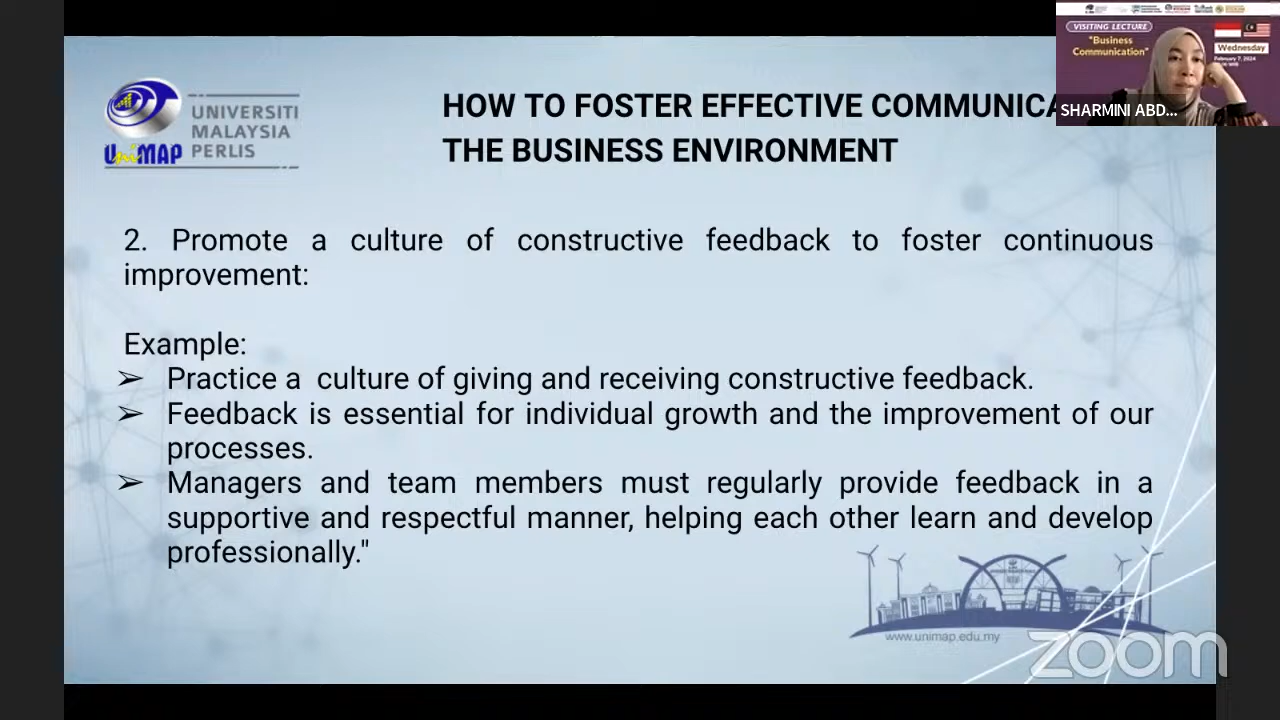 VISITING LECTURE
"Business
Communication"
Wednesday
February 7, 2024
SHARMINI ABD...
UNIVERSITI
MALAYSIA
PERLIS
UniMAP
HOW TO FOSTER EFFECTIVE COMMUNICA
THE BUSINESS ENVIRONMENT
2. Promote a culture of constructive feedback to foster continuous
improvement:
Example:
➢ Practice a culture of giving and receiving constructive feedback.
➢ Feedback is essential for individual growth and the improvement of our
processes.
➢ Managers and team members must regularly provide feedback in a
supportive and respectful manner, helping each other learn and develop
professionally."
www.unimap.edu.my
zoom